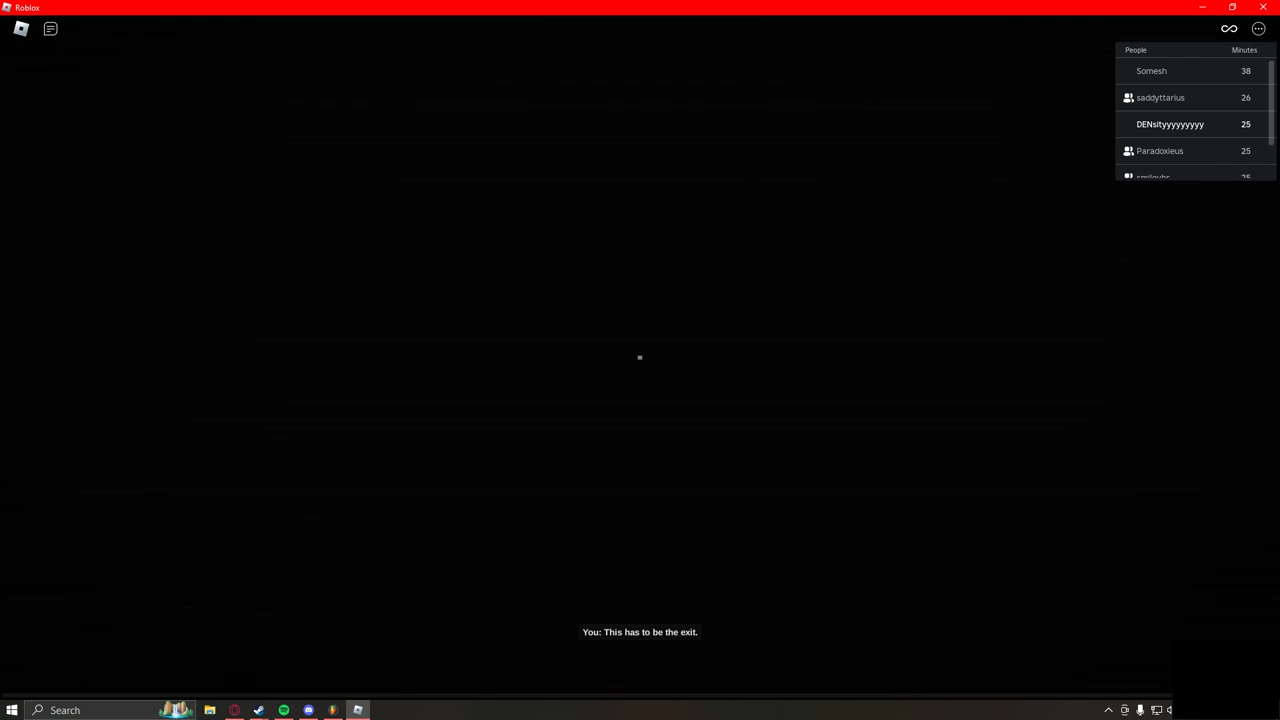 Roblox
People Minutes
Somesh 38
saddyttarius 26
DENsityyyyyyyyy 25
Paradoxieus 25
25
You: This has to be the exit.
Search